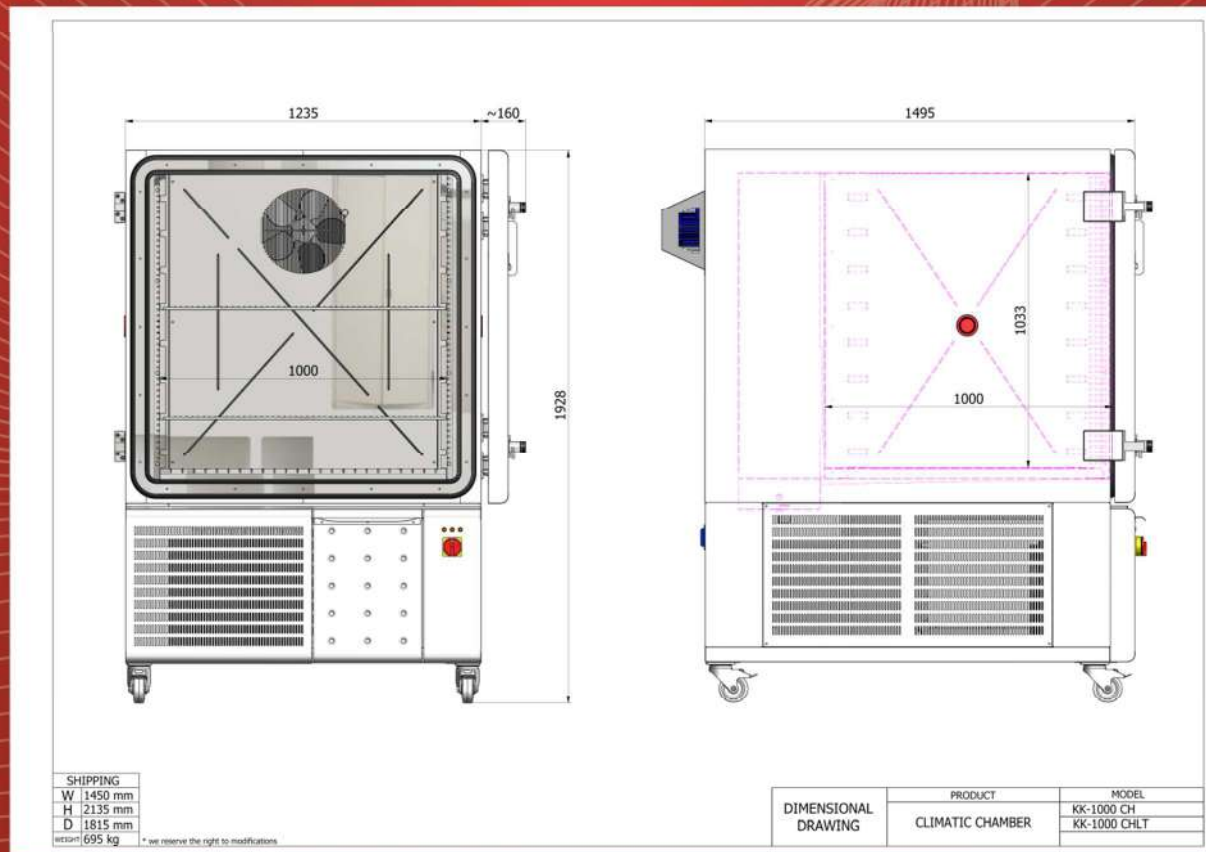 1235
~160
1495
1000
1928
1033
1000
SHIPPING
W 1450 mm
H 2135 mm
D 1815 mm
WEIGHT 695 kg
* we reserve the right to modifications
DIMENSIONAL
DRAWING
PRODUCT
CLIMATIC CHAMBER
MODEL
KK-1000 CH
KK-1000 CHLT